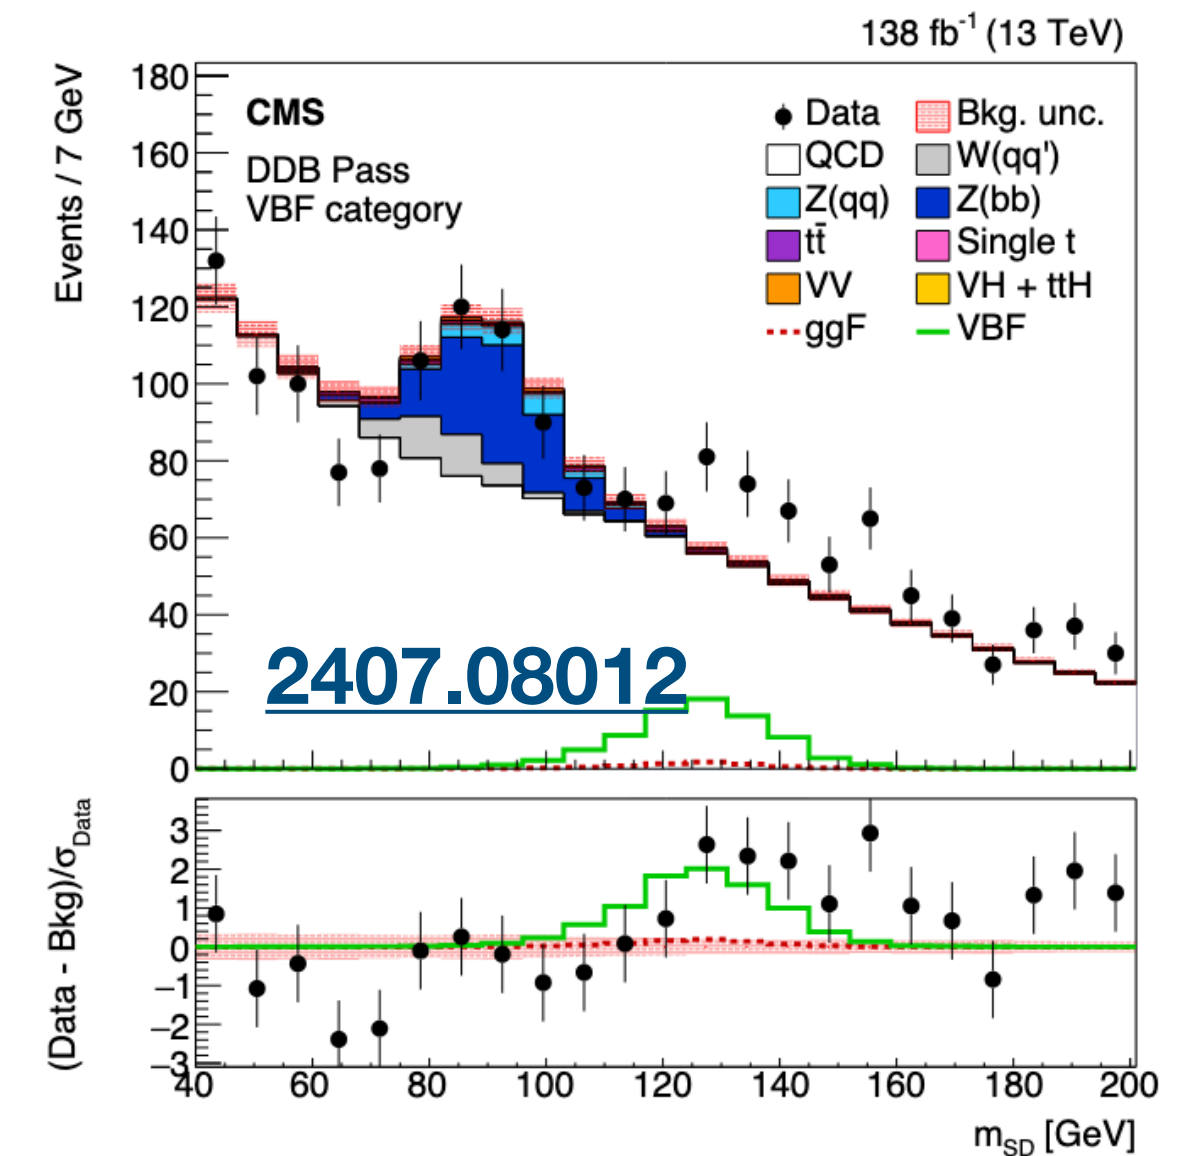 138 fb⁻¹ (13 TeV)
Events / 7 GeV
180
160
140
120
100
80
60
40
20
0
CMS
DDB Pass
VBF category
Data
Bkg. unc.
QCD
W(qq')
Z(qq)
Z(bb)
tt̄
Single t
VV
VH + ttH
ggF
VBF
2407.08012
(Data - Bkg)/σ_Data
3
2
1
0
−1
−2
−3
40 60 80 100 120 140 160 180 200
m_SD [GeV]